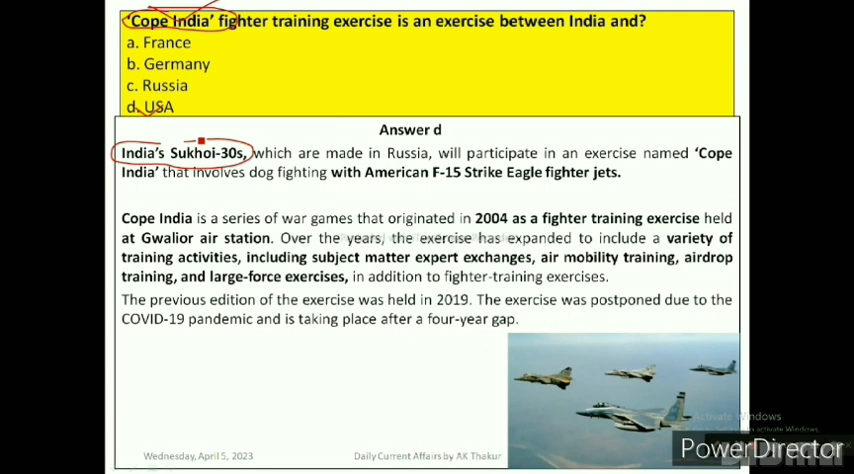 ‘Cope India’ fighter training exercise is an exercise between India and?
a. France
b. Germany
c. Russia
d. USA
Answer d
India's Sukhoi-30s, which are made in Russia, will participate in an exercise named ‘Cope
India’ that involves dog fighting with American F-15 Strike Eagle fighter jets.
Cope India is a series of war games that originated in 2004 as a fighter training exercise held
at Gwalior air station. Over the years, the exercise has expanded to include a variety of
training activities, including subject matter expert exchanges, air mobility training, airdrop
training, and large-force exercises, in addition to fighter-training exercises.
The previous edition of the exercise was held in 2019. The exercise was postponed due to the
COVID-19 pandemic and is taking place after a four-year gap.
Activate Windows
to activate Windows.
PowerDirector
Wednesday, April 5, 2023
Daily Current Affairs by AK Thakur